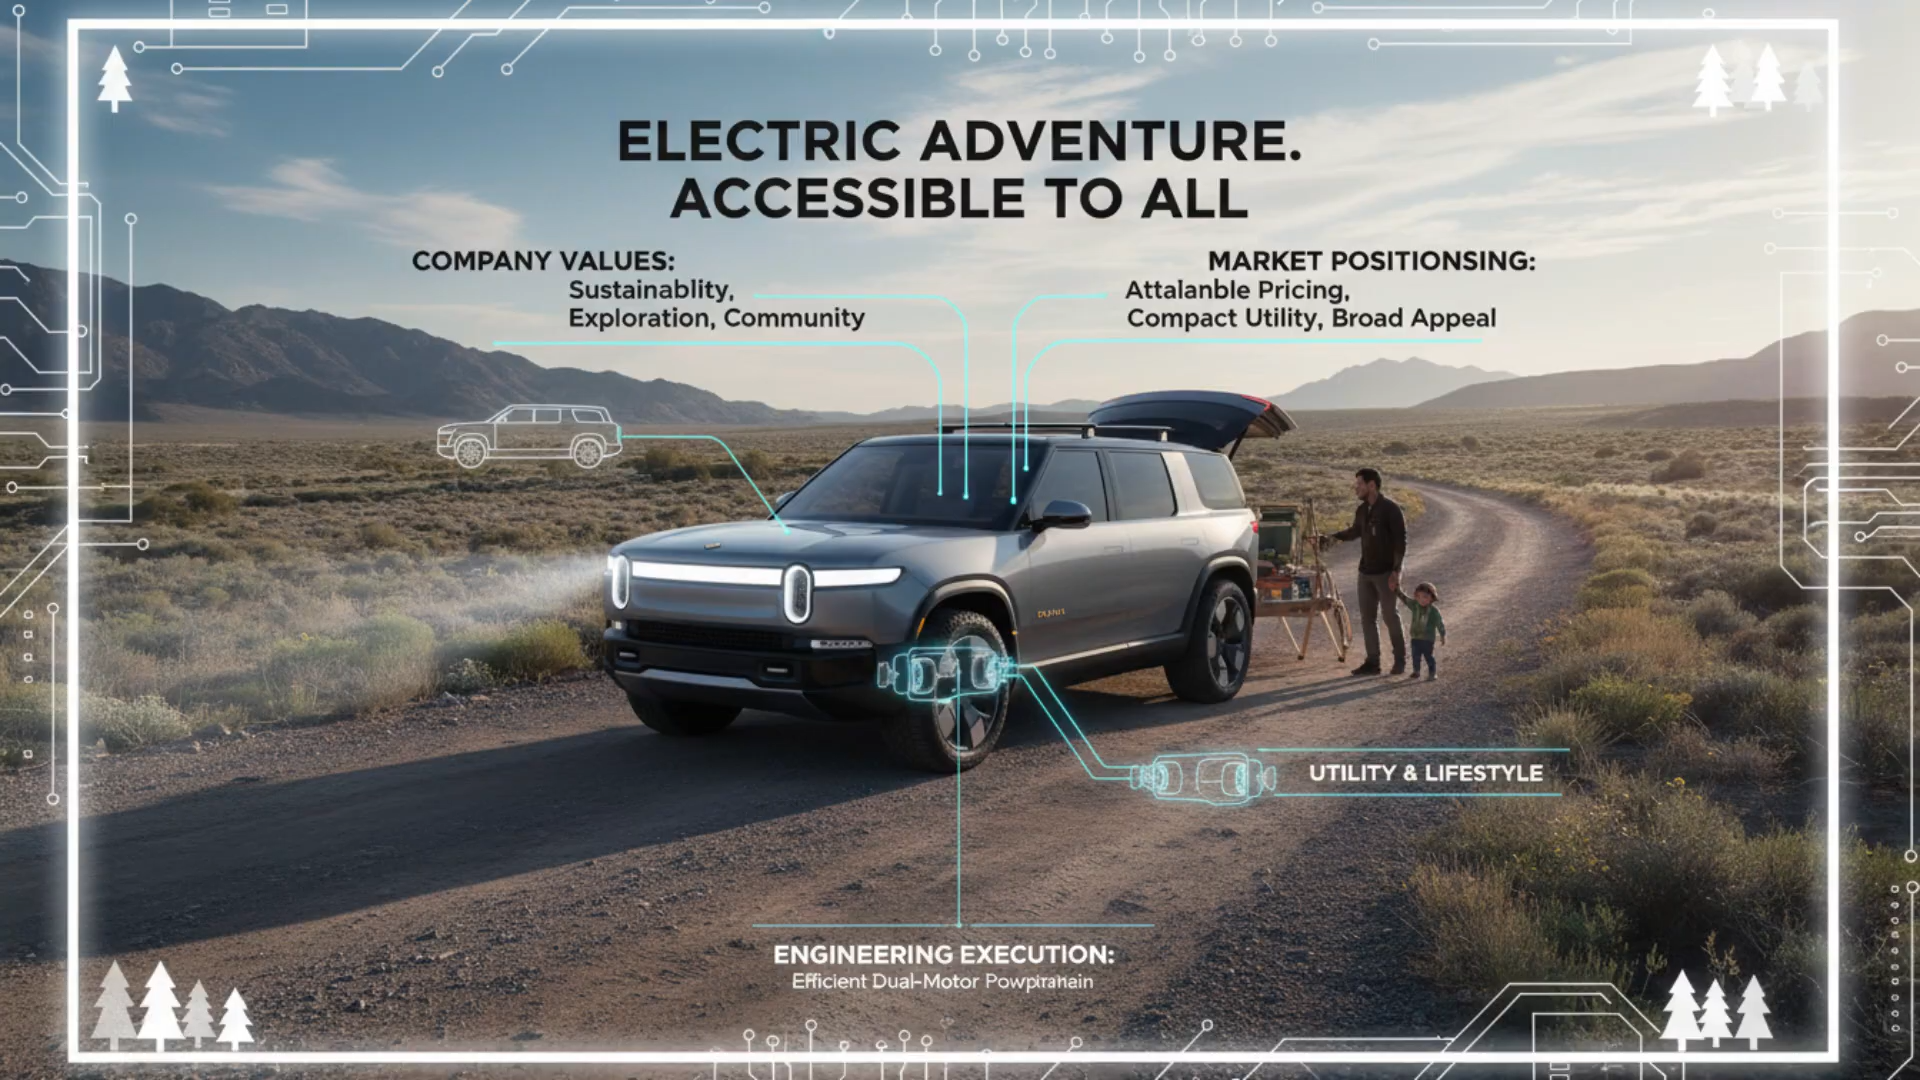 ELECTRIC ADVENTURE.
ACCESSIBLE TO ALL
COMPANY VALUES:
Sustainablity,
Exploration, Community
MARKET POSITIONSING:
Attalanble Pricing,
Compact Utility, Broad Appeal
UTILITY & LIFESTYLE
ENGINEERING EXECUTION:
Efficient Dual-Motor Powpirahain